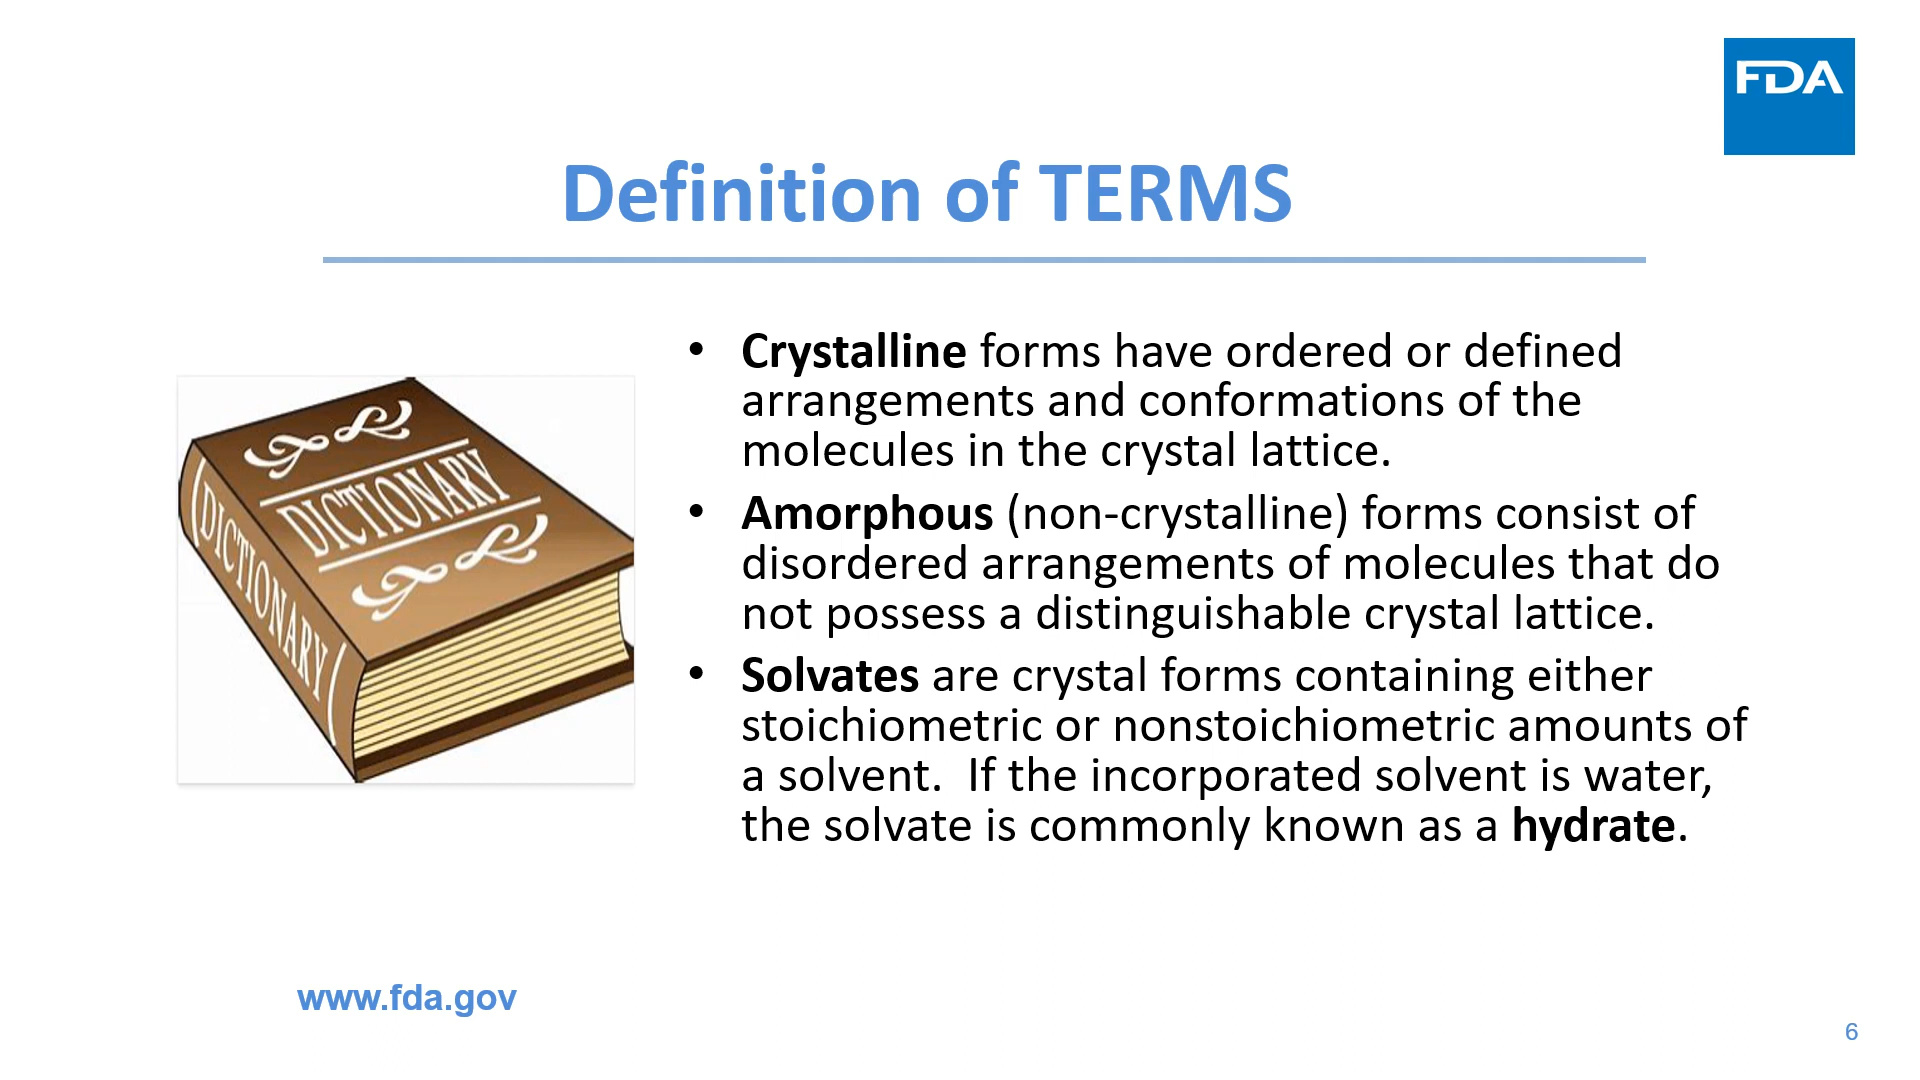 FDA
Definition of TERMS
DICTIONARY
DICTIONARY
• Crystalline forms have ordered or defined
arrangements and conformations of the
molecules in the crystal lattice.
• Amorphous (non-crystalline) forms consist of
disordered arrangements of molecules that do
not possess a distinguishable crystal lattice.
• Solvates are crystal forms containing either
stoichiometric or nonstoichiometric amounts of
a solvent.  If the incorporated solvent is water,
the solvate is commonly known as a hydrate.
www.fda.gov
6